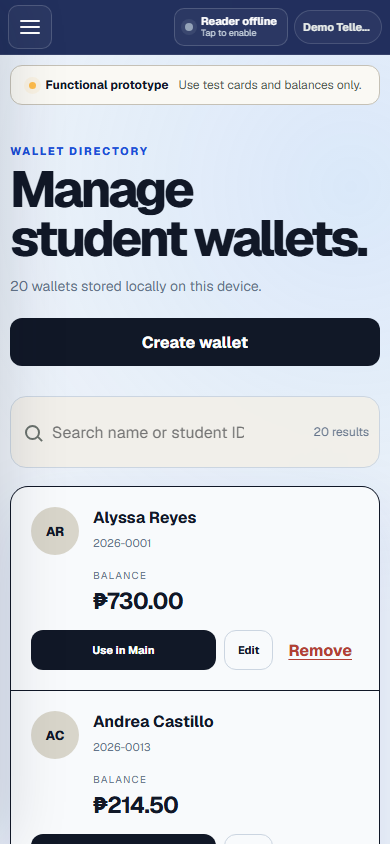 Reader offline
Tap to enable
Demo Telle...
Functional prototype Use test cards and balances only.
WALLET DIRECTORY
Manage
student wallets.
20 wallets stored locally on this device.
Create wallet
Search name or student ID
20 results
AR
Alyssa Reyes
2026-0001
BALANCE
₱730.00
Use in Main
Edit
Remove
AC
Andrea Castillo
2026-0013
BALANCE
₱214.50